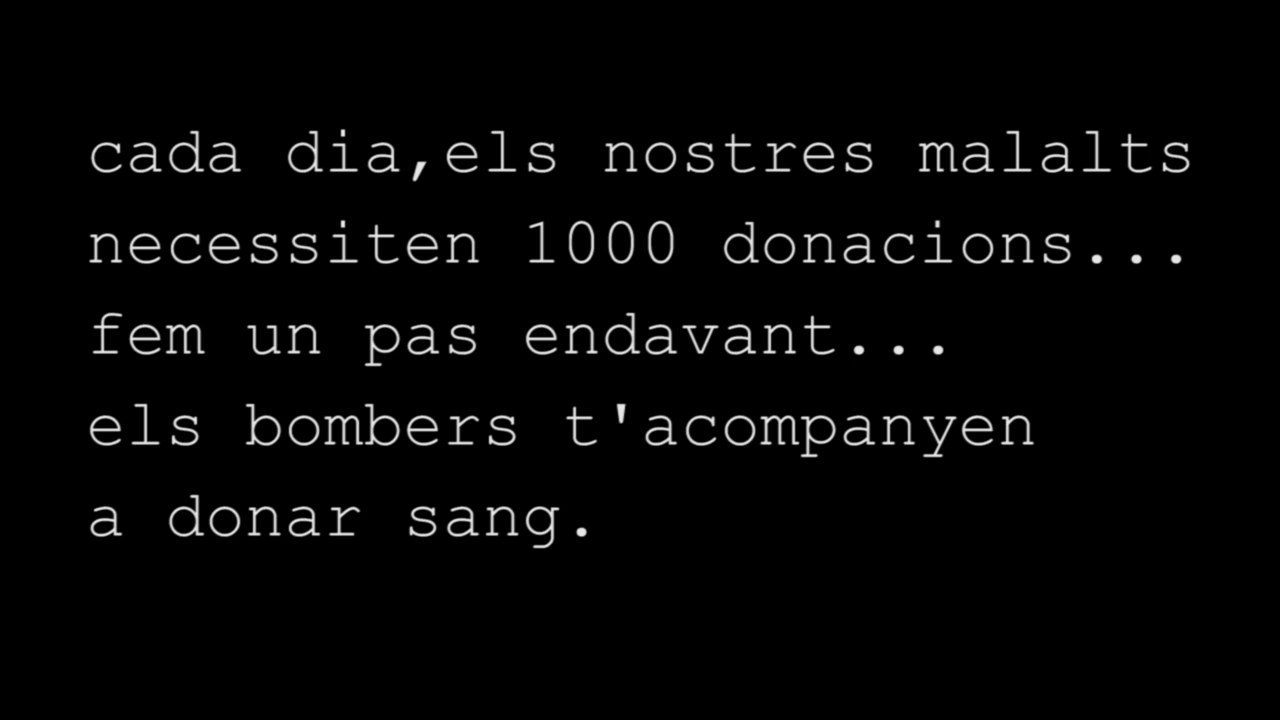 cada dia,els nostres malalts
necessiten 1000 donacions...
fem un pas endavant...
els bombers t'acompanyen
a donar sang.